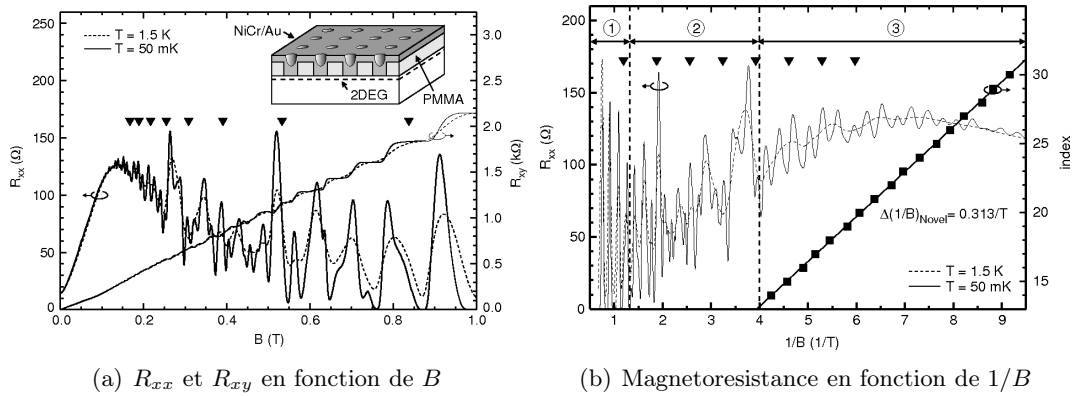 250
200
150
100
50
0
R_xx (Ω)
T = 1.5 K
T = 50 mK
NiCr/Au
2DEG
PMMA
3.0
2.5
2.0
1.5
1.0
0.5
0.0
R_xy (kΩ)
0.0 0.2 0.4 0.6 0.8 1.0
B (T)
(a) R_xx et R_xy en fonction de B
200
150
100
50
0
R_xx (Ω)
① ② ③
Δ(1/B)_Novel = 0.313/T
T = 1.5 K
T = 50 mK
30
25
20
15
index
1 2 3 4 5 6 7 8 9
1/B (1/T)
(b) Magnetoresistance en fonction de 1/B